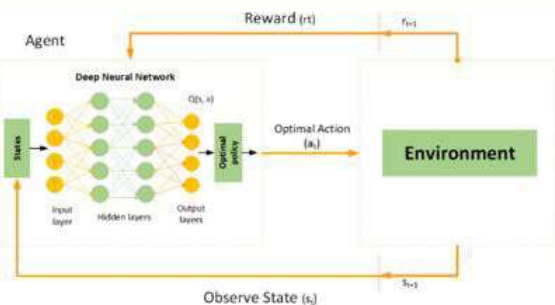 Reward (rt)
rt+1
Agent
Deep Neural Network
Q(s, a)
States
Optimal
policy
Optimal Action
(at)
Environment
Input
layer
Hidden layers
Output
layers
st+1
Observe State (st)